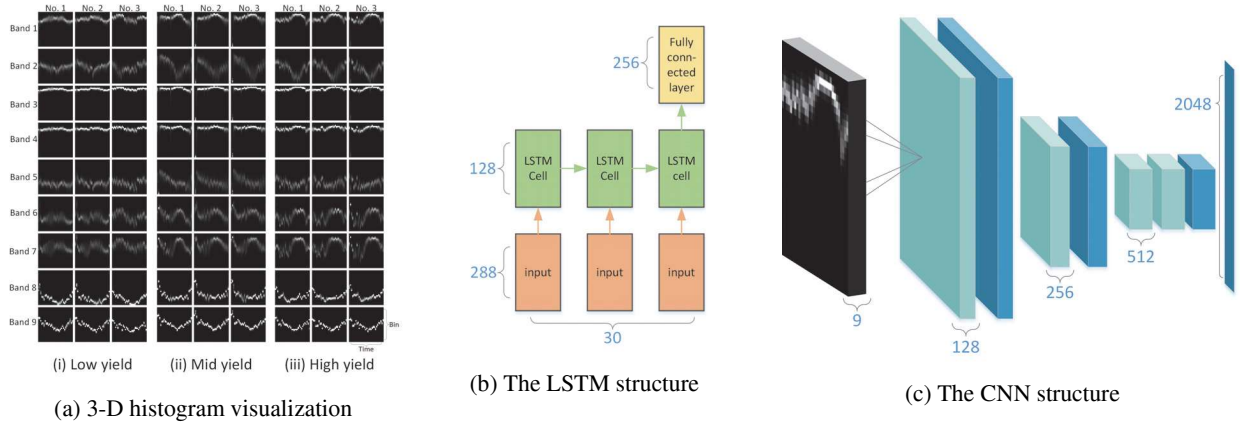 No. 1 No. 2 No. 3 No. 1 No. 2 No. 3 No. 1 No. 2 No. 3
Band 1
Band 2
Band 3
Band 4
Band 5
Band 6
Band 7
Band 8
Band 9
Bin
Time
(i) Low yield (ii) Mid yield (iii) High yield
(a) 3-D histogram visualization
256
Fully
conn-
ected
layer
128
LSTM
Cell
LSTM
Cell
LSTM
cell
288
input
input
input
30
(b) The LSTM structure
9
128
256
512
2048
(c) The CNN structure